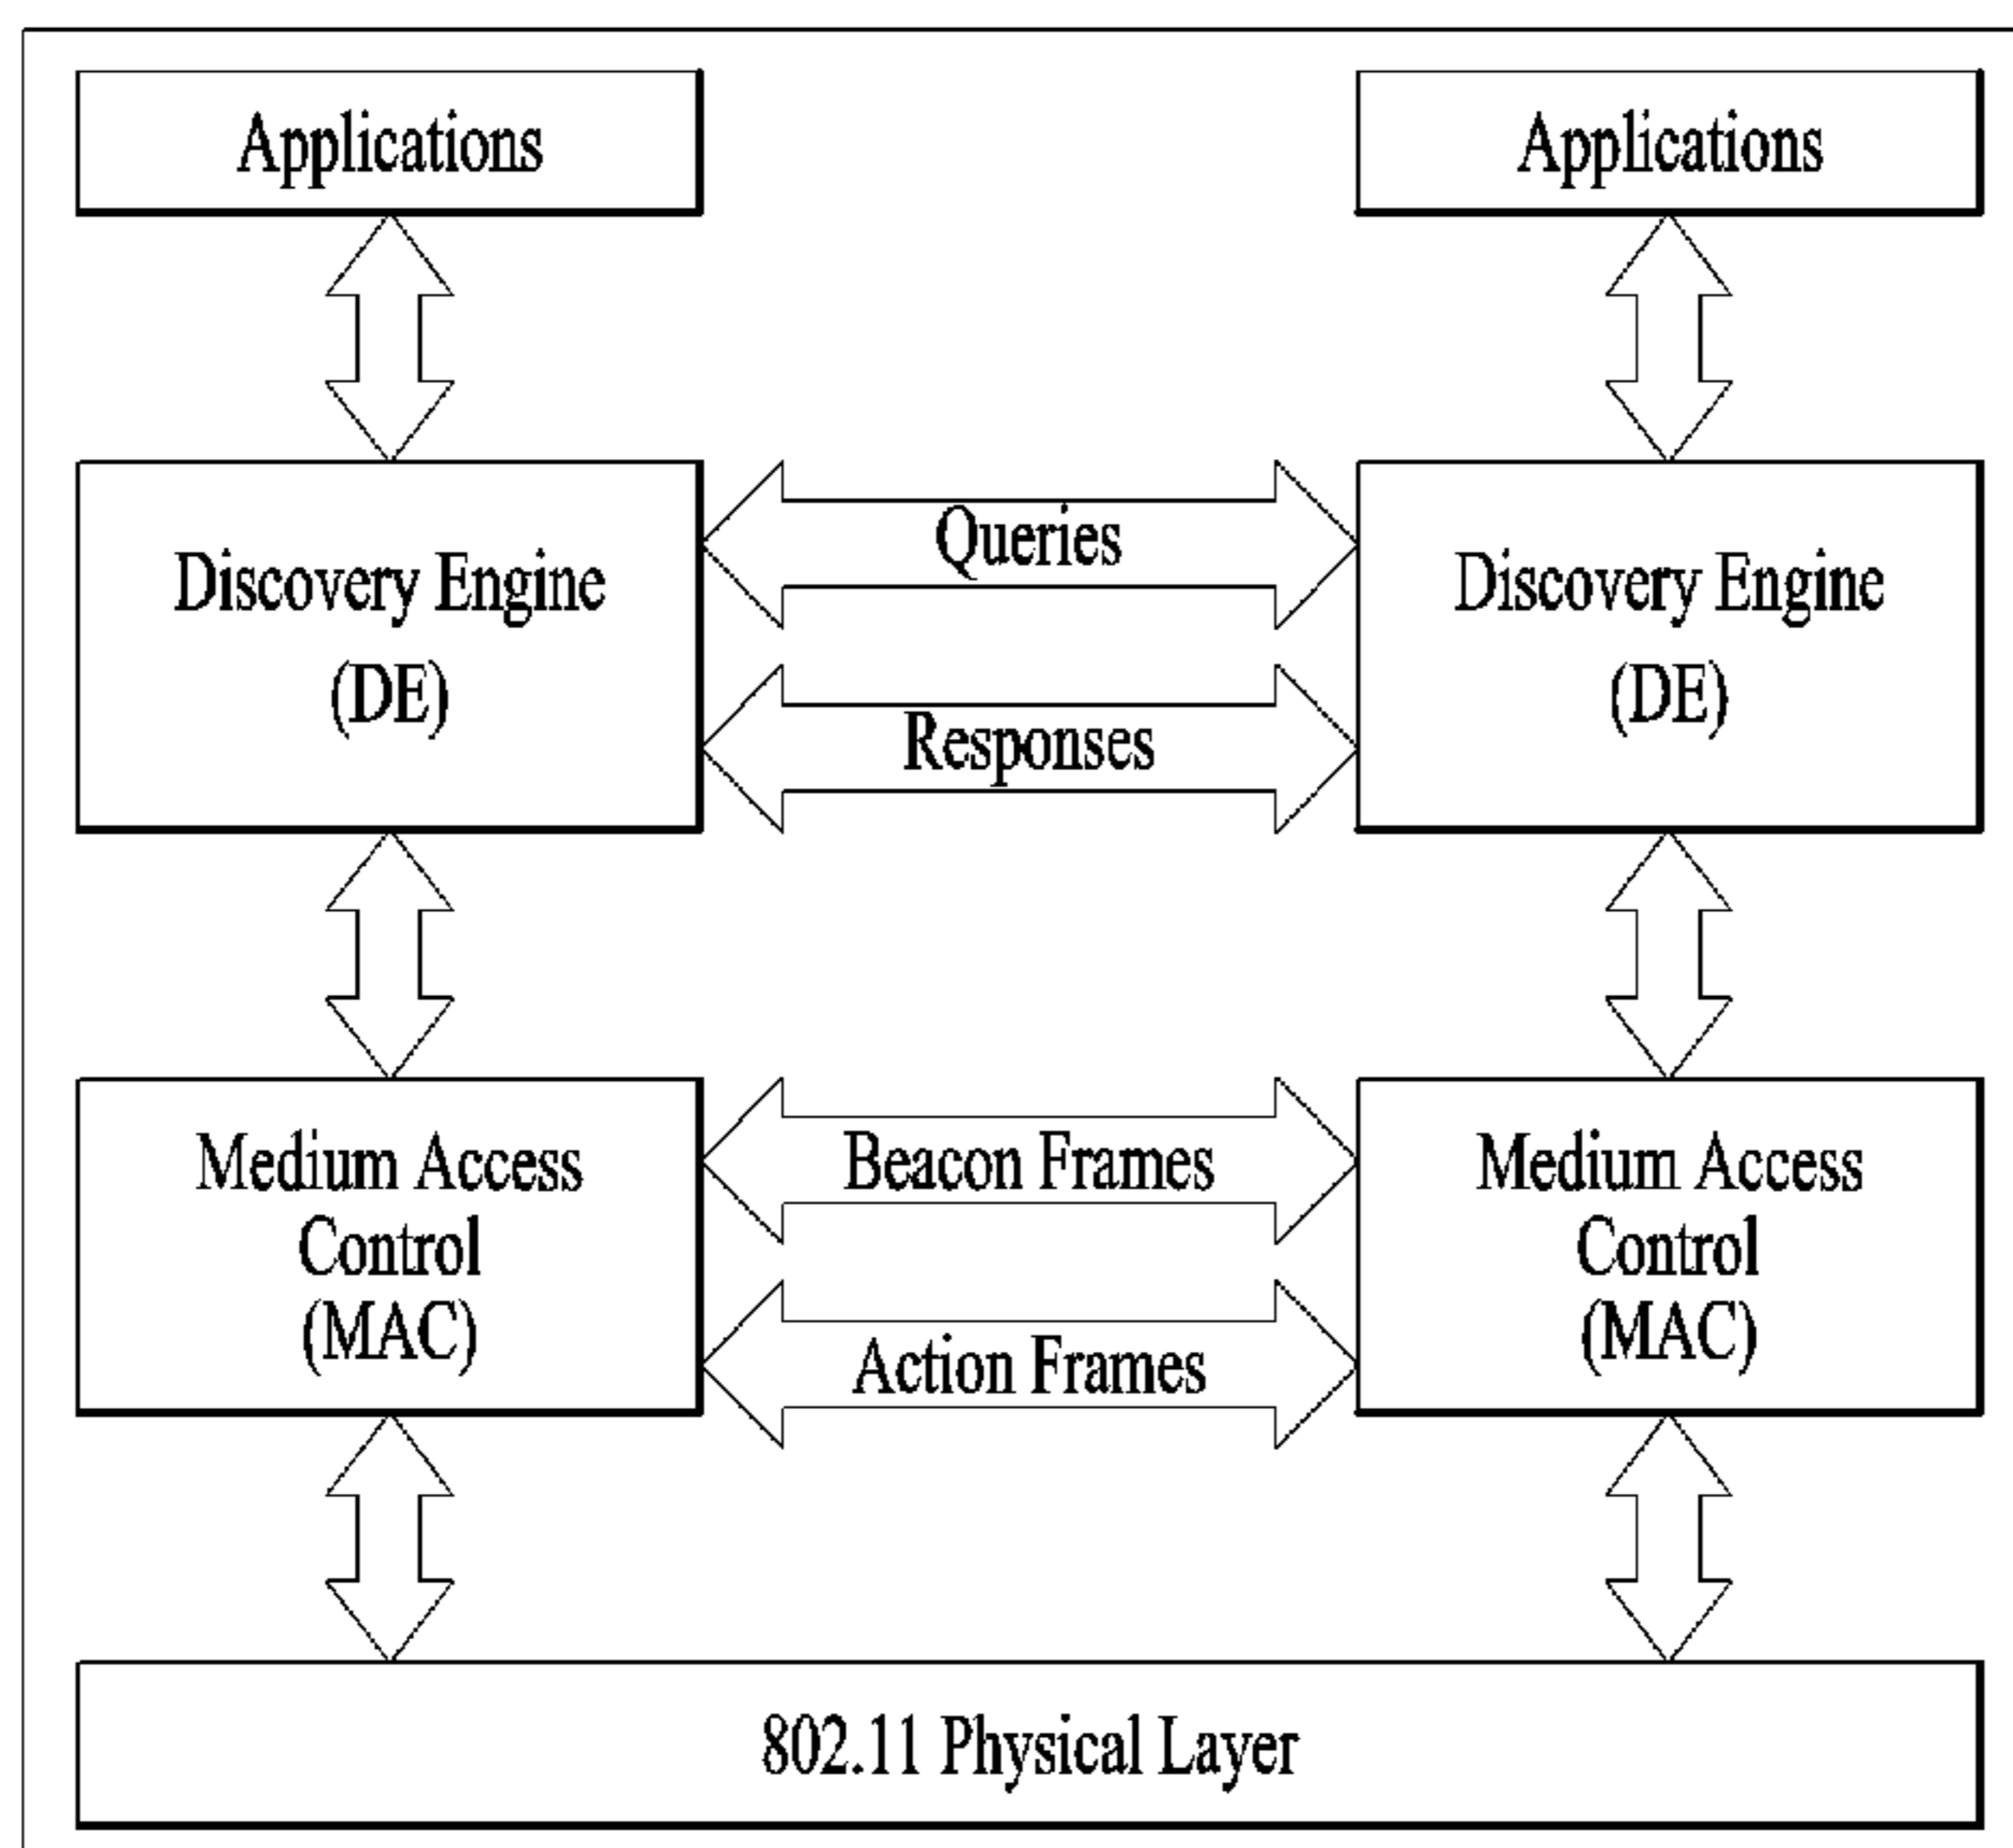 Applications
Applications
Discovery Engine
(DE)
Queries
Responses
Discovery Engine
(DE)
Medium Access
Control
(MAC)
Beacon Frames
Action Frames
Medium Access
Control
(MAC)
802.11 Physical Layer